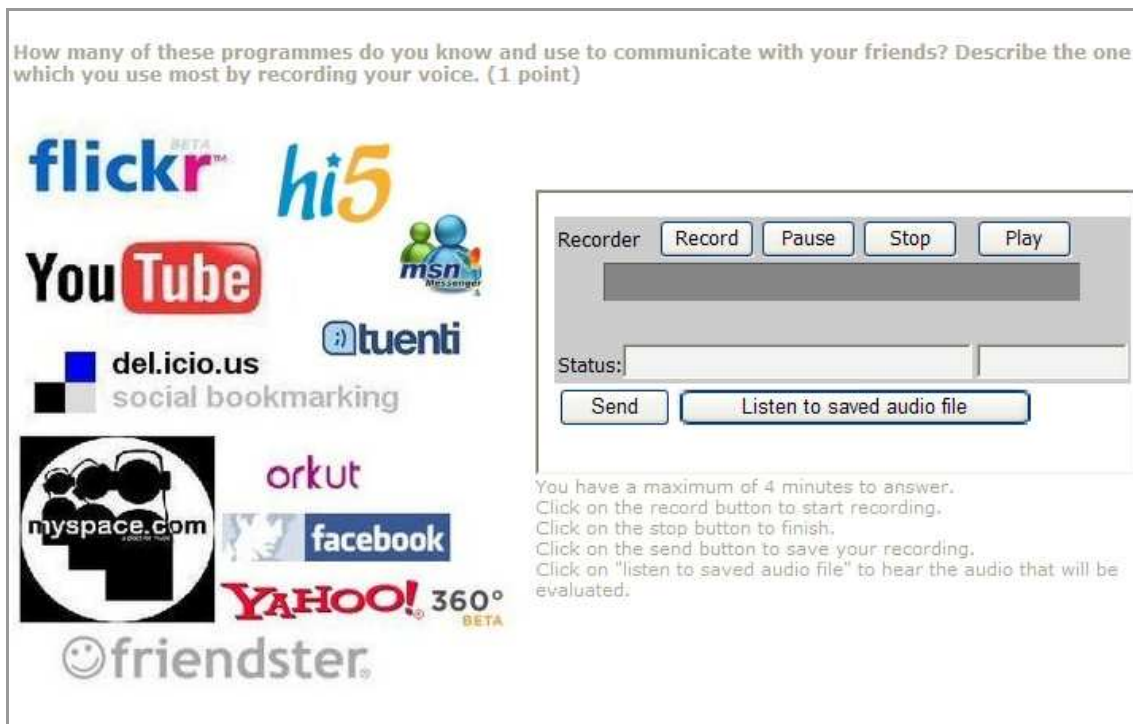 How many of these programmes do you know and use to communicate with your friends? Describe the one
which you use most by recording your voice. (1 point)
flickr™
BETA
hi5
YouTube
msn
Messenger
;) tuenti
del.icio.us
social bookmarking
myspace.com
orkut
facebook
YAHOO!® 360°
BETA
friendster®
Recorder Record Pause Stop Play
Status:
Send Listen to saved audio file
You have a maximum of 4 minutes to answer.
Click on the record button to start recording.
Click on the stop button to finish.
Click on the send button to save your recording.
Click on "listen to saved audio file" to hear the audio that will be
evaluated.